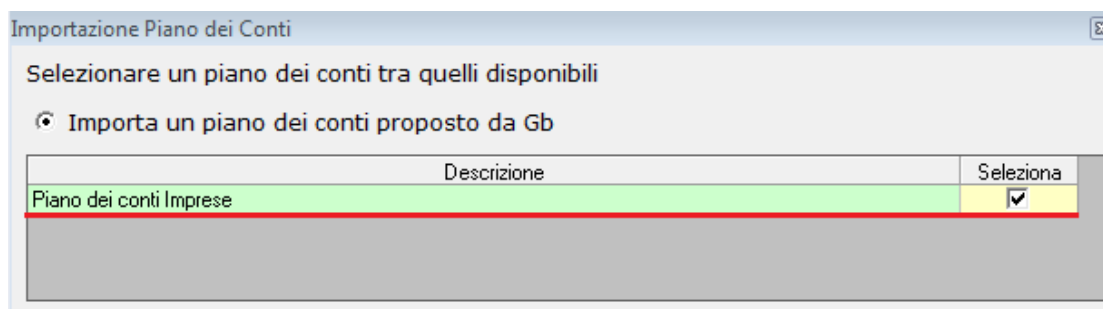 Importazione Piano dei Conti
Selezionare un piano dei conti tra quelli disponibili
Importa un piano dei conti proposto da Gb
Descrizione Seleziona
Piano dei conti Imprese